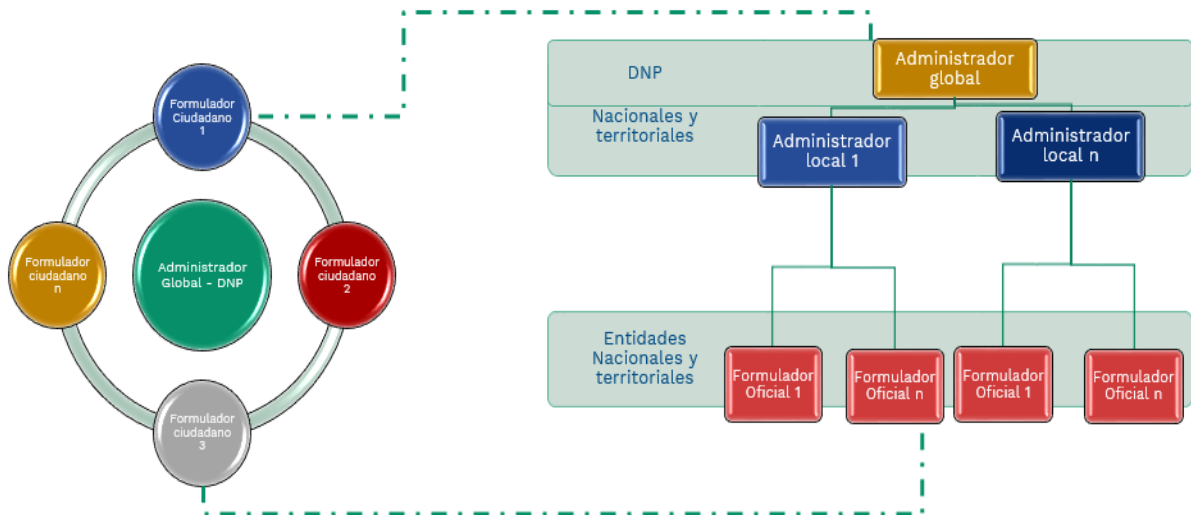 Formulador
Ciudadano
1
Formulador
ciudadano
n
Administrador
Global - DNP
Formulador
ciudadano
2
Formulador
ciudadano
3
DNP
Administrador
global
Nacionales y
territoriales
Administrador
local 1
Administrador
local n
Entidades
Nacionales y
territoriales
Formulador
Oficial 1
Formulador
Oficial n
Formulador
Oficial 1
Formulador
Oficial n